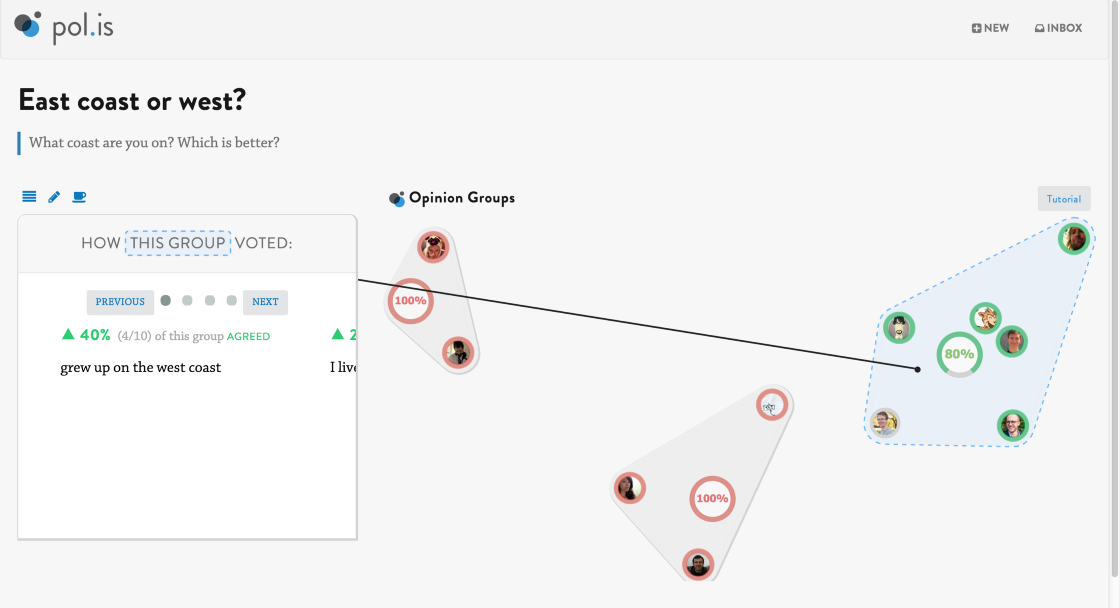 pol.is
NEW
INBOX
East coast or west?
What coast are you on? Which is better?
Opinion Groups
Tutorial
HOW THIS GROUP VOTED:
PREVIOUS
NEXT
40% (4/10) of this group AGREED
2
grew up on the west coast
I live
100%
80%
100%